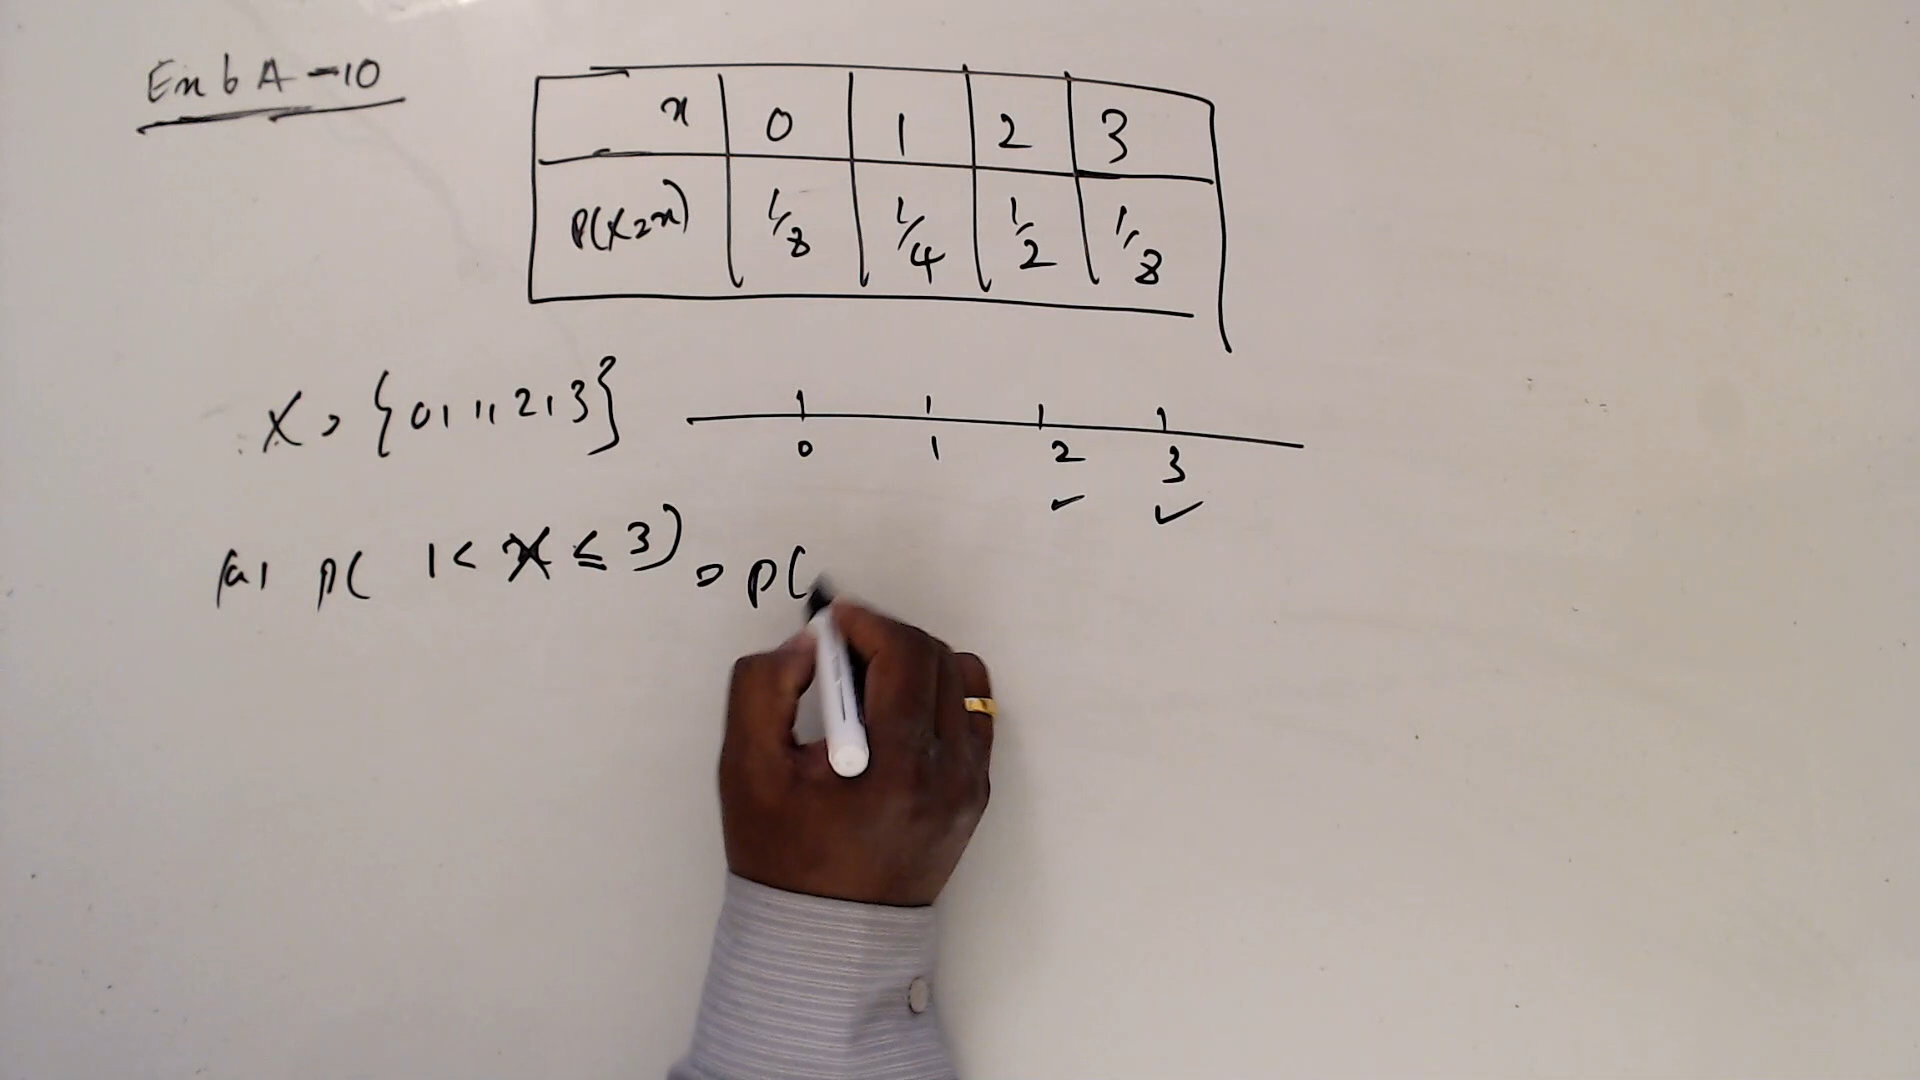 Ex 6 A - 10
x 0 1 2 3
P(X=x) 1/8 1/4 1/2 1/8
X = {0, 1, 2, 3}
0 1 2 3
✓ ✓
(a) P( 1 < X ≤ 3) = P(